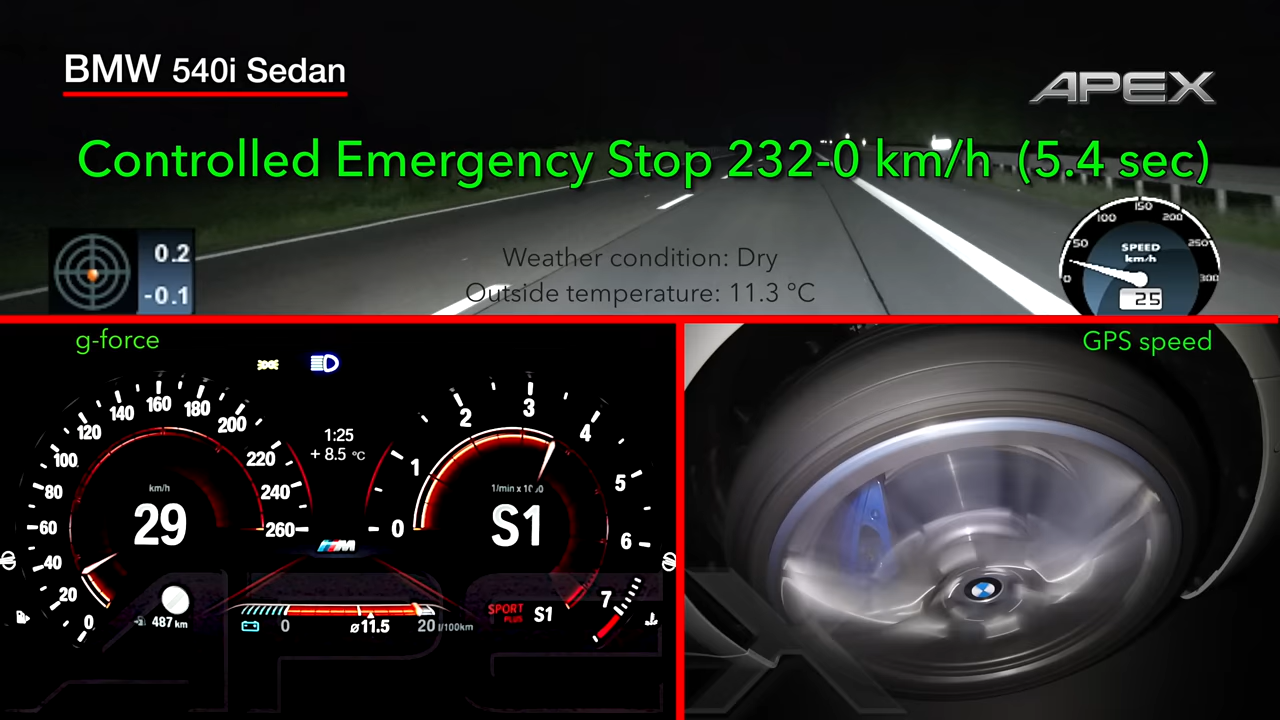 BMW 540i Sedan
APEX
Controlled Emergency Stop 232-0 km/h (5.4 sec)
0.2
-0.1
Weather condition: Dry
Outside temperature: 11.3 °C
0 50 100 150 200 250 300
SPEED
km/h
25
g-force
GPS speed
0 20 40 60 80 100 120 140 160 180 200 220 240 260
km/h
29
1:25
+ 8.5 °C
M
0 1 2 3 4 5 6 7
S1
487 km
0
ø11.5
20 l/100km
SPORT
PLUS
S1
APEX